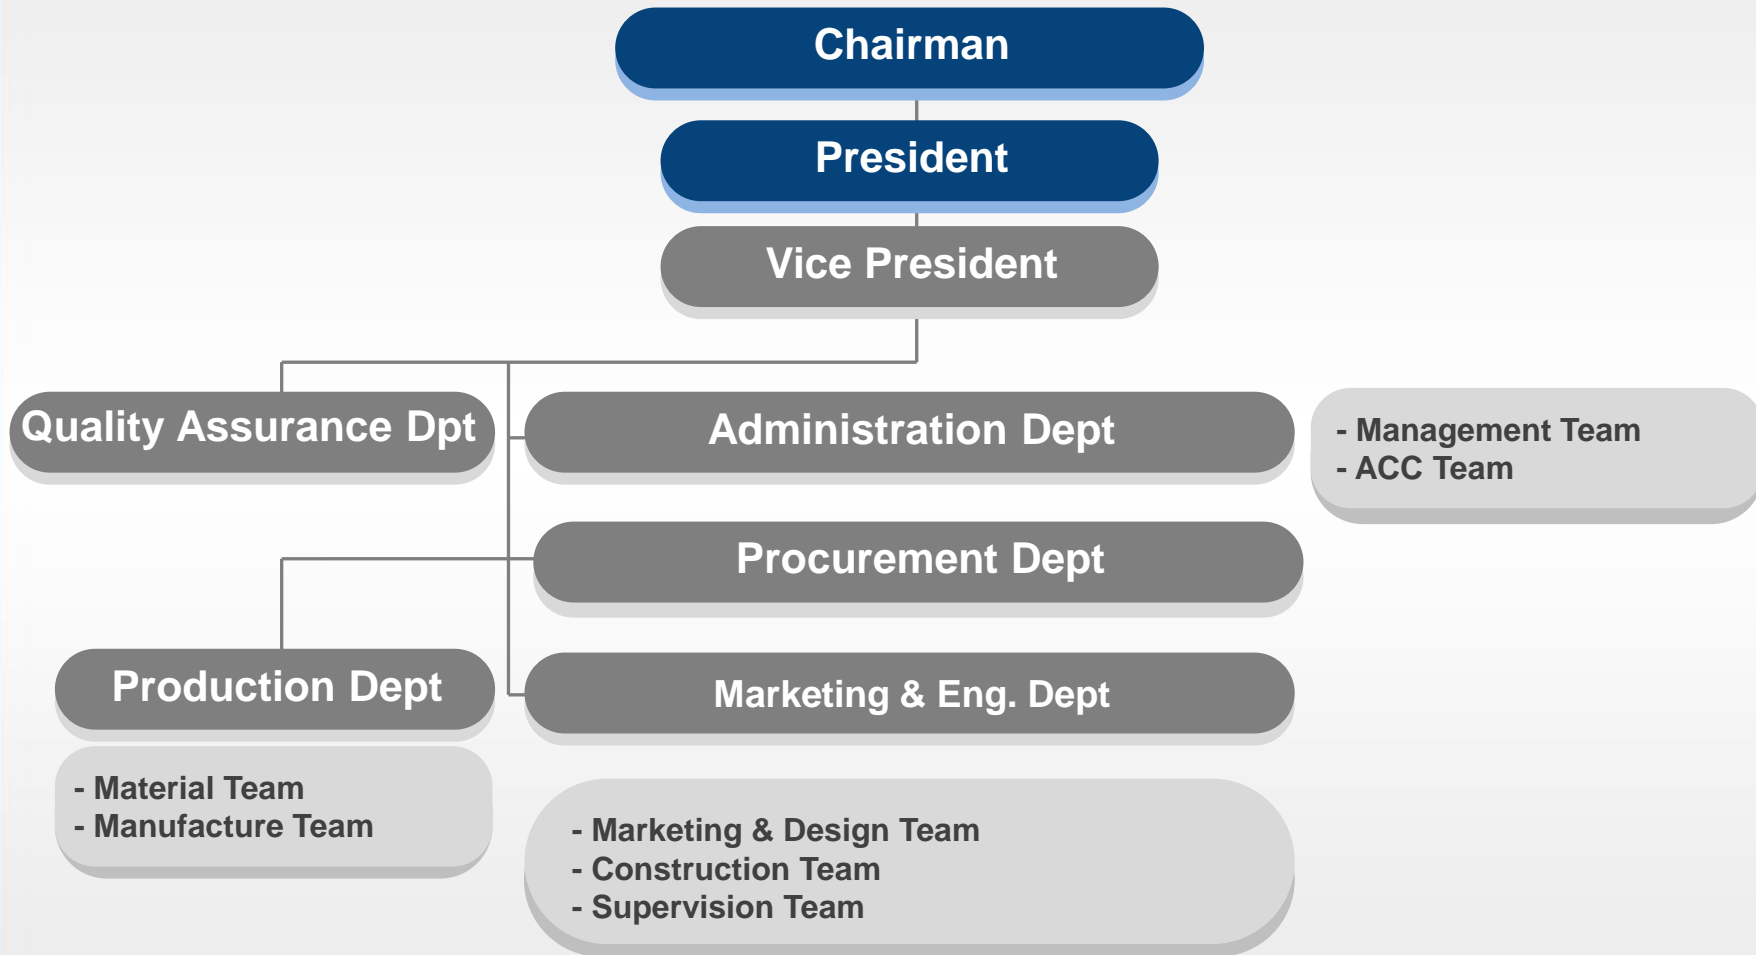 Chairman
President
Vice President
Quality Assurance Dpt
Administration Dept
- Management Team
- ACC Team
Procurement Dept
Production Dept
- Material Team
- Manufacture Team
Marketing & Eng. Dept
- Marketing & Design Team
- Construction Team
- Supervision Team